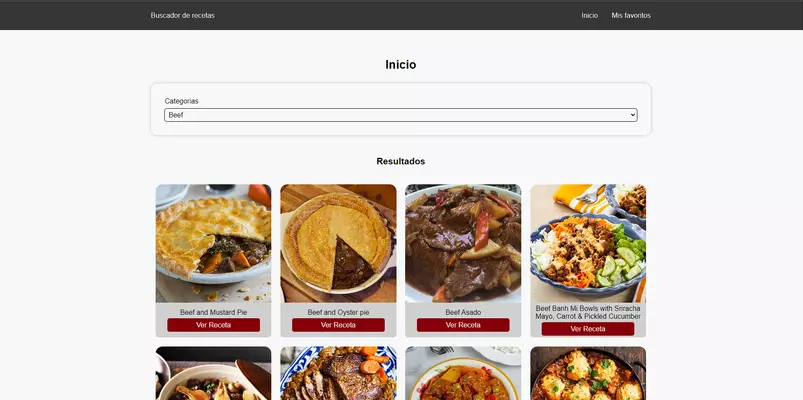 Buscador de recetas
Inicio
Mis favoritos
Inicio
Categorias
Beef
Resultados
Beef and Mustard Pie
Ver Receta
Beef and Oyster pie
Ver Receta
Beef Asado
Ver Receta
Beef Banh Mi Bowls with Sriracha
Mayo, Carrot & Pickled Cucumber
Ver Receta